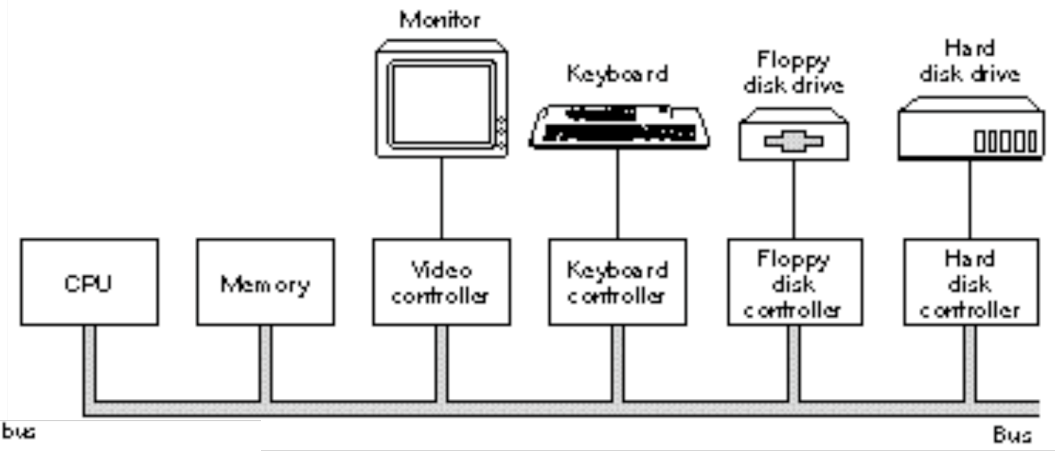 Monitor
Keyboard
Floppy
disk drive
Hard
disk drive
CPU
Memory
Video
controller
Keyboard
controller
Floppy
disk
controller
Hard
disk
controller
bus
Bus